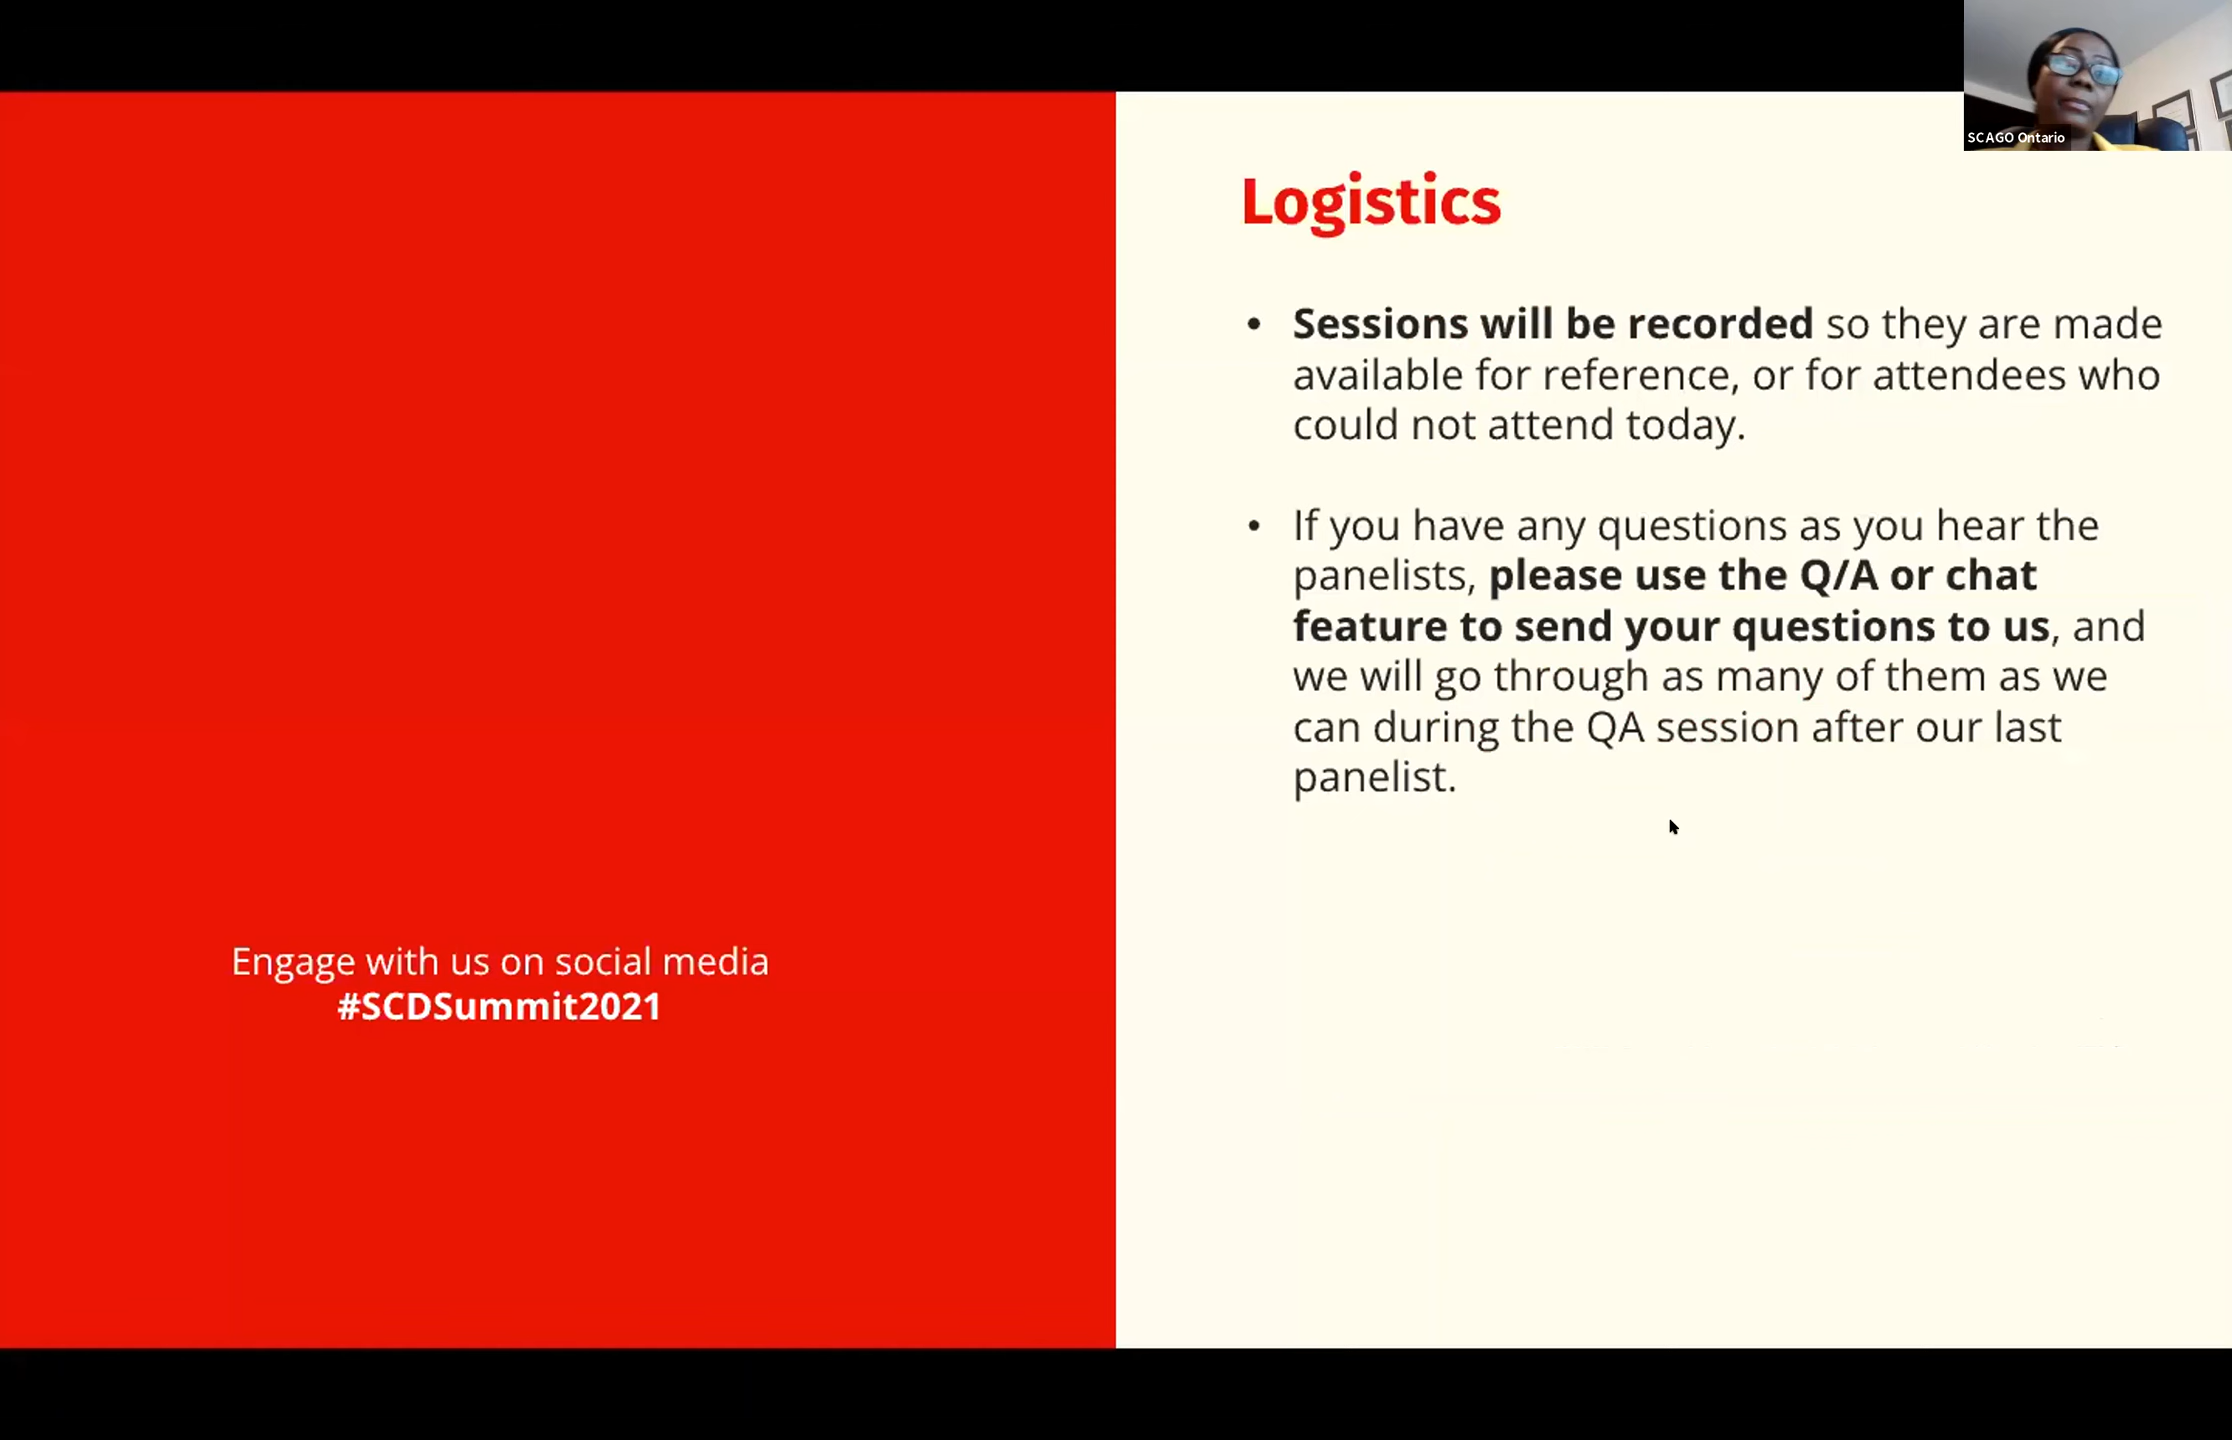 SCAGO Ontario
Logistics
• Sessions will be recorded so they are made
available for reference, or for attendees who
could not attend today.
• If you have any questions as you hear the
panelists, please use the Q/A or chat
feature to send your questions to us, and
we will go through as many of them as we
can during the QA session after our last
panelist.
Engage with us on social media
#SCDSummit2021